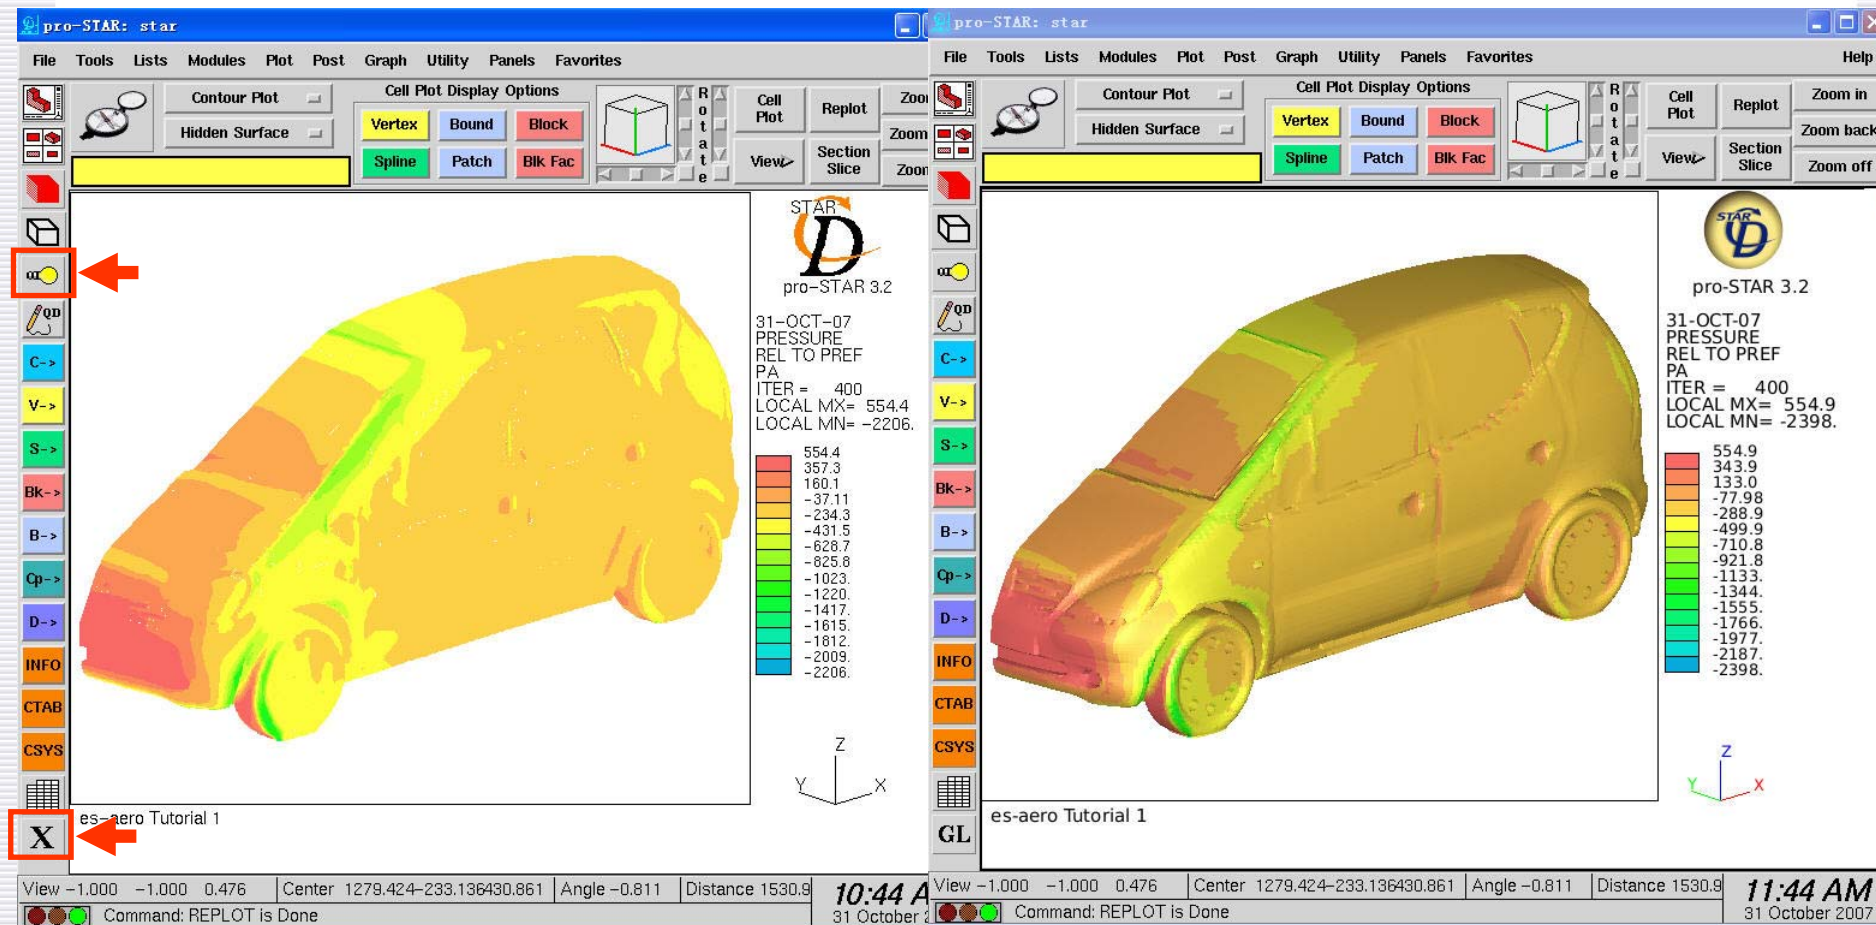 pro-STAR: star
File Tools Lists Modules Plot Post Graph Utility Panels Favorites
Contour Plot
Hidden Surface
Cell Plot Display Options
Vertex Bound Block
Spline Patch Blk Fac
Rotate
Cell Plot
Replot
View>
Section Slice
Zoom
QD
C->
V->
S->
Bk->
B->
Cp->
D->
INFO
CTAB
CSYS
X
STAR CD
pro-STAR 3.2
31-OCT-07
PRESSURE
REL TO PREF
PA
ITER = 400
LOCAL MX= 554.4
LOCAL MN= -2206.
554.4
357.3
160.1
-37.11
-234.3
-431.5
-628.7
-825.8
-1023.
-1220.
-1417.
-1615.
-1812.
-2009.
-2206.
Z
Y X
es-aero Tutorial 1
View -1.000 -1.000 0.476 Center 1279.424-233.136430.861 Angle -0.811 Distance 1530.9
10:44 A
Command: REPLOT is Done
31 October
pro-STAR: star
File Tools Lists Modules Plot Post Graph Utility Panels Favorites Help
Contour Plot
Hidden Surface
Cell Plot Display Options
Vertex Bound Block
Spline Patch Blk Fac
Rotate
Cell Plot
Replot
View>
Section Slice
Zoom in
Zoom back
Zoom off
QD
C->
V->
S->
Bk->
B->
Cp->
D->
INFO
CTAB
CSYS
GL
STAR CD
pro-STAR 3.2
31-OCT-07
PRESSURE
REL TO PREF
PA
ITER = 400
LOCAL MX= 554.9
LOCAL MN= -2398.
554.9
343.9
133.0
-77.98
-288.9
-499.9
-710.8
-921.8
-1133.
-1344.
-1555.
-1766.
-1977.
-2187.
-2398.
Z
Y X
es-aero Tutorial 1
View -1.000 -1.000 0.476 Center 1279.424-233.136430.861 Angle -0.811 Distance 1530.9
11:44 AM
Command: REPLOT is Done
31 October 2007